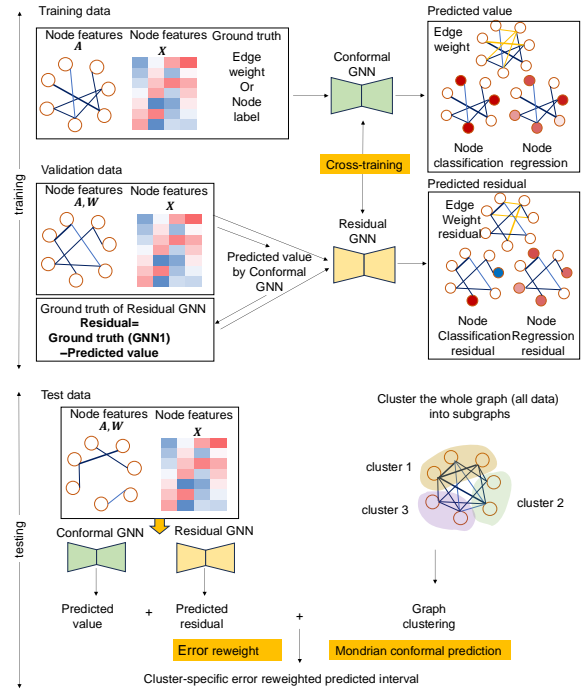 Training data
Node features
A
Node features
X
Ground truth
Edge
weight
Or
Node
label
Conformal
GNN
Predicted value
Edge
weight
Node
classification
Node
regression
Cross-training
training
Validation data
Node features
A, W
Node features
X
Predicted value
by Conformal
GNN
Residual
GNN
Predicted residual
Edge
Weight
residual
Node
Classification
residual
Node
Regression
residual
Ground truth of Residual GNN
Residual=
Ground truth (GNN1)
–Predicted value
Test data
Node features
A, W
Node features
X
Cluster the whole graph (all data)
into subgraphs
cluster 1
cluster 2
cluster 3
testing
Conformal GNN
Residual GNN
Predicted
value
+
Predicted
residual
+
Graph
clustering
Error reweight
Mondrian conformal prediction
Cluster-specific error reweighted predicted interval